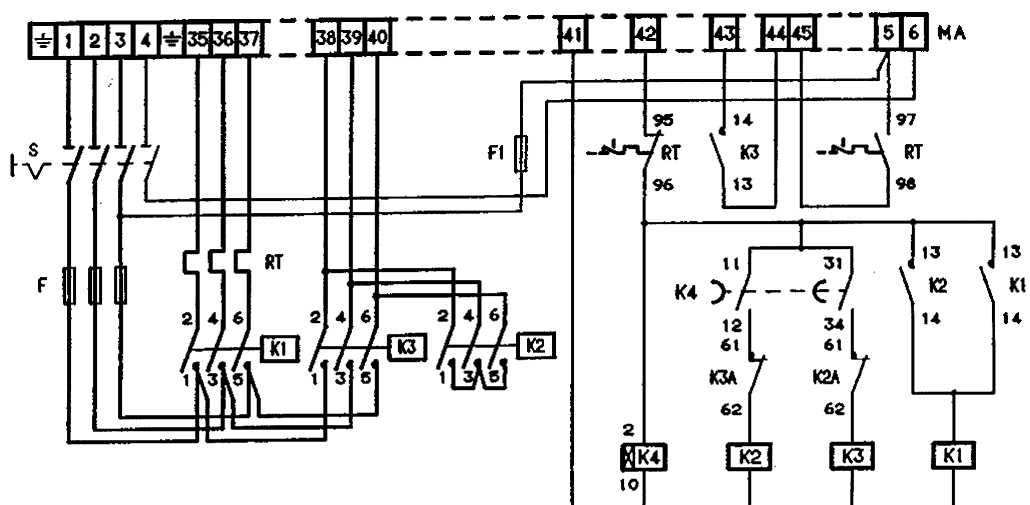 1 2 3 4 35 36 37 38 39 40 41 42 43 44 45 5 6 MA
95 14 97
S F1 RT K3 RT
96 13 98
F RT
11 31 13 13
K4 K2 K1
2 4 6 2 4 6 2 4 6
12 34 14 14
K1 K3 K2
61 61
1 3 5 1 3 5 1 3 5
K3A K2A
62 62
2
K4 K2 K3 K1
10